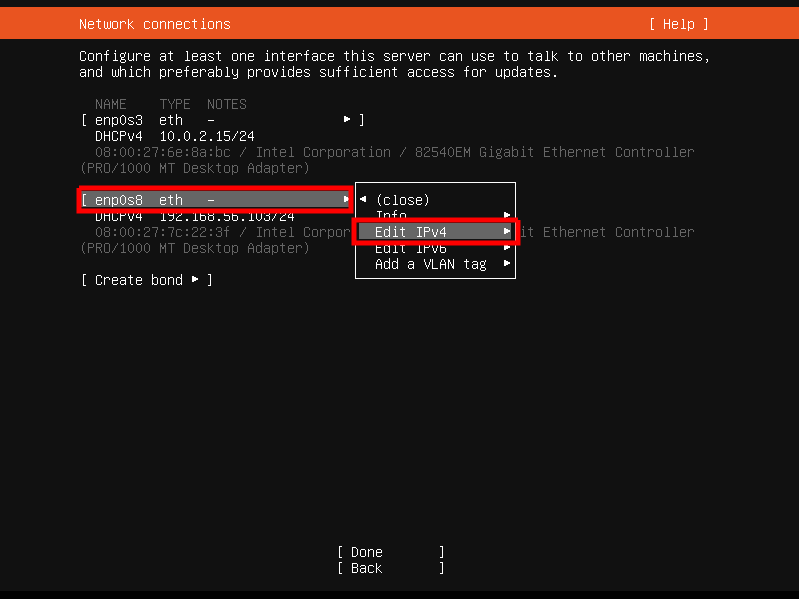 Network connections [ Help ]
Configure at least one interface this server can use to talk to other machines,
and which preferably provides sufficient access for updates.
NAME TYPE NOTES
[ enp0s3 eth – ▸ ]
DHCPv4 10.0.2.15/24
08:00:27:6e:8a:bc / Intel Corporation / 82540EM Gigabit Ethernet Controller
(PRO/1000 MT Desktop Adapter)
[ enp0s8 eth – ▸
DHCPv4 192.168.56.103/24
08:00:27:7c:22:3f / Intel Corpor it Ethernet Controller
(PRO/1000 MT Desktop Adapter)
◂ (close)
Info ▸
Edit IPv4 ▸
Edit IPv6 ▸
Add a VLAN tag ▸
[ Create bond ▸ ]
[ Done ]
[ Back ]